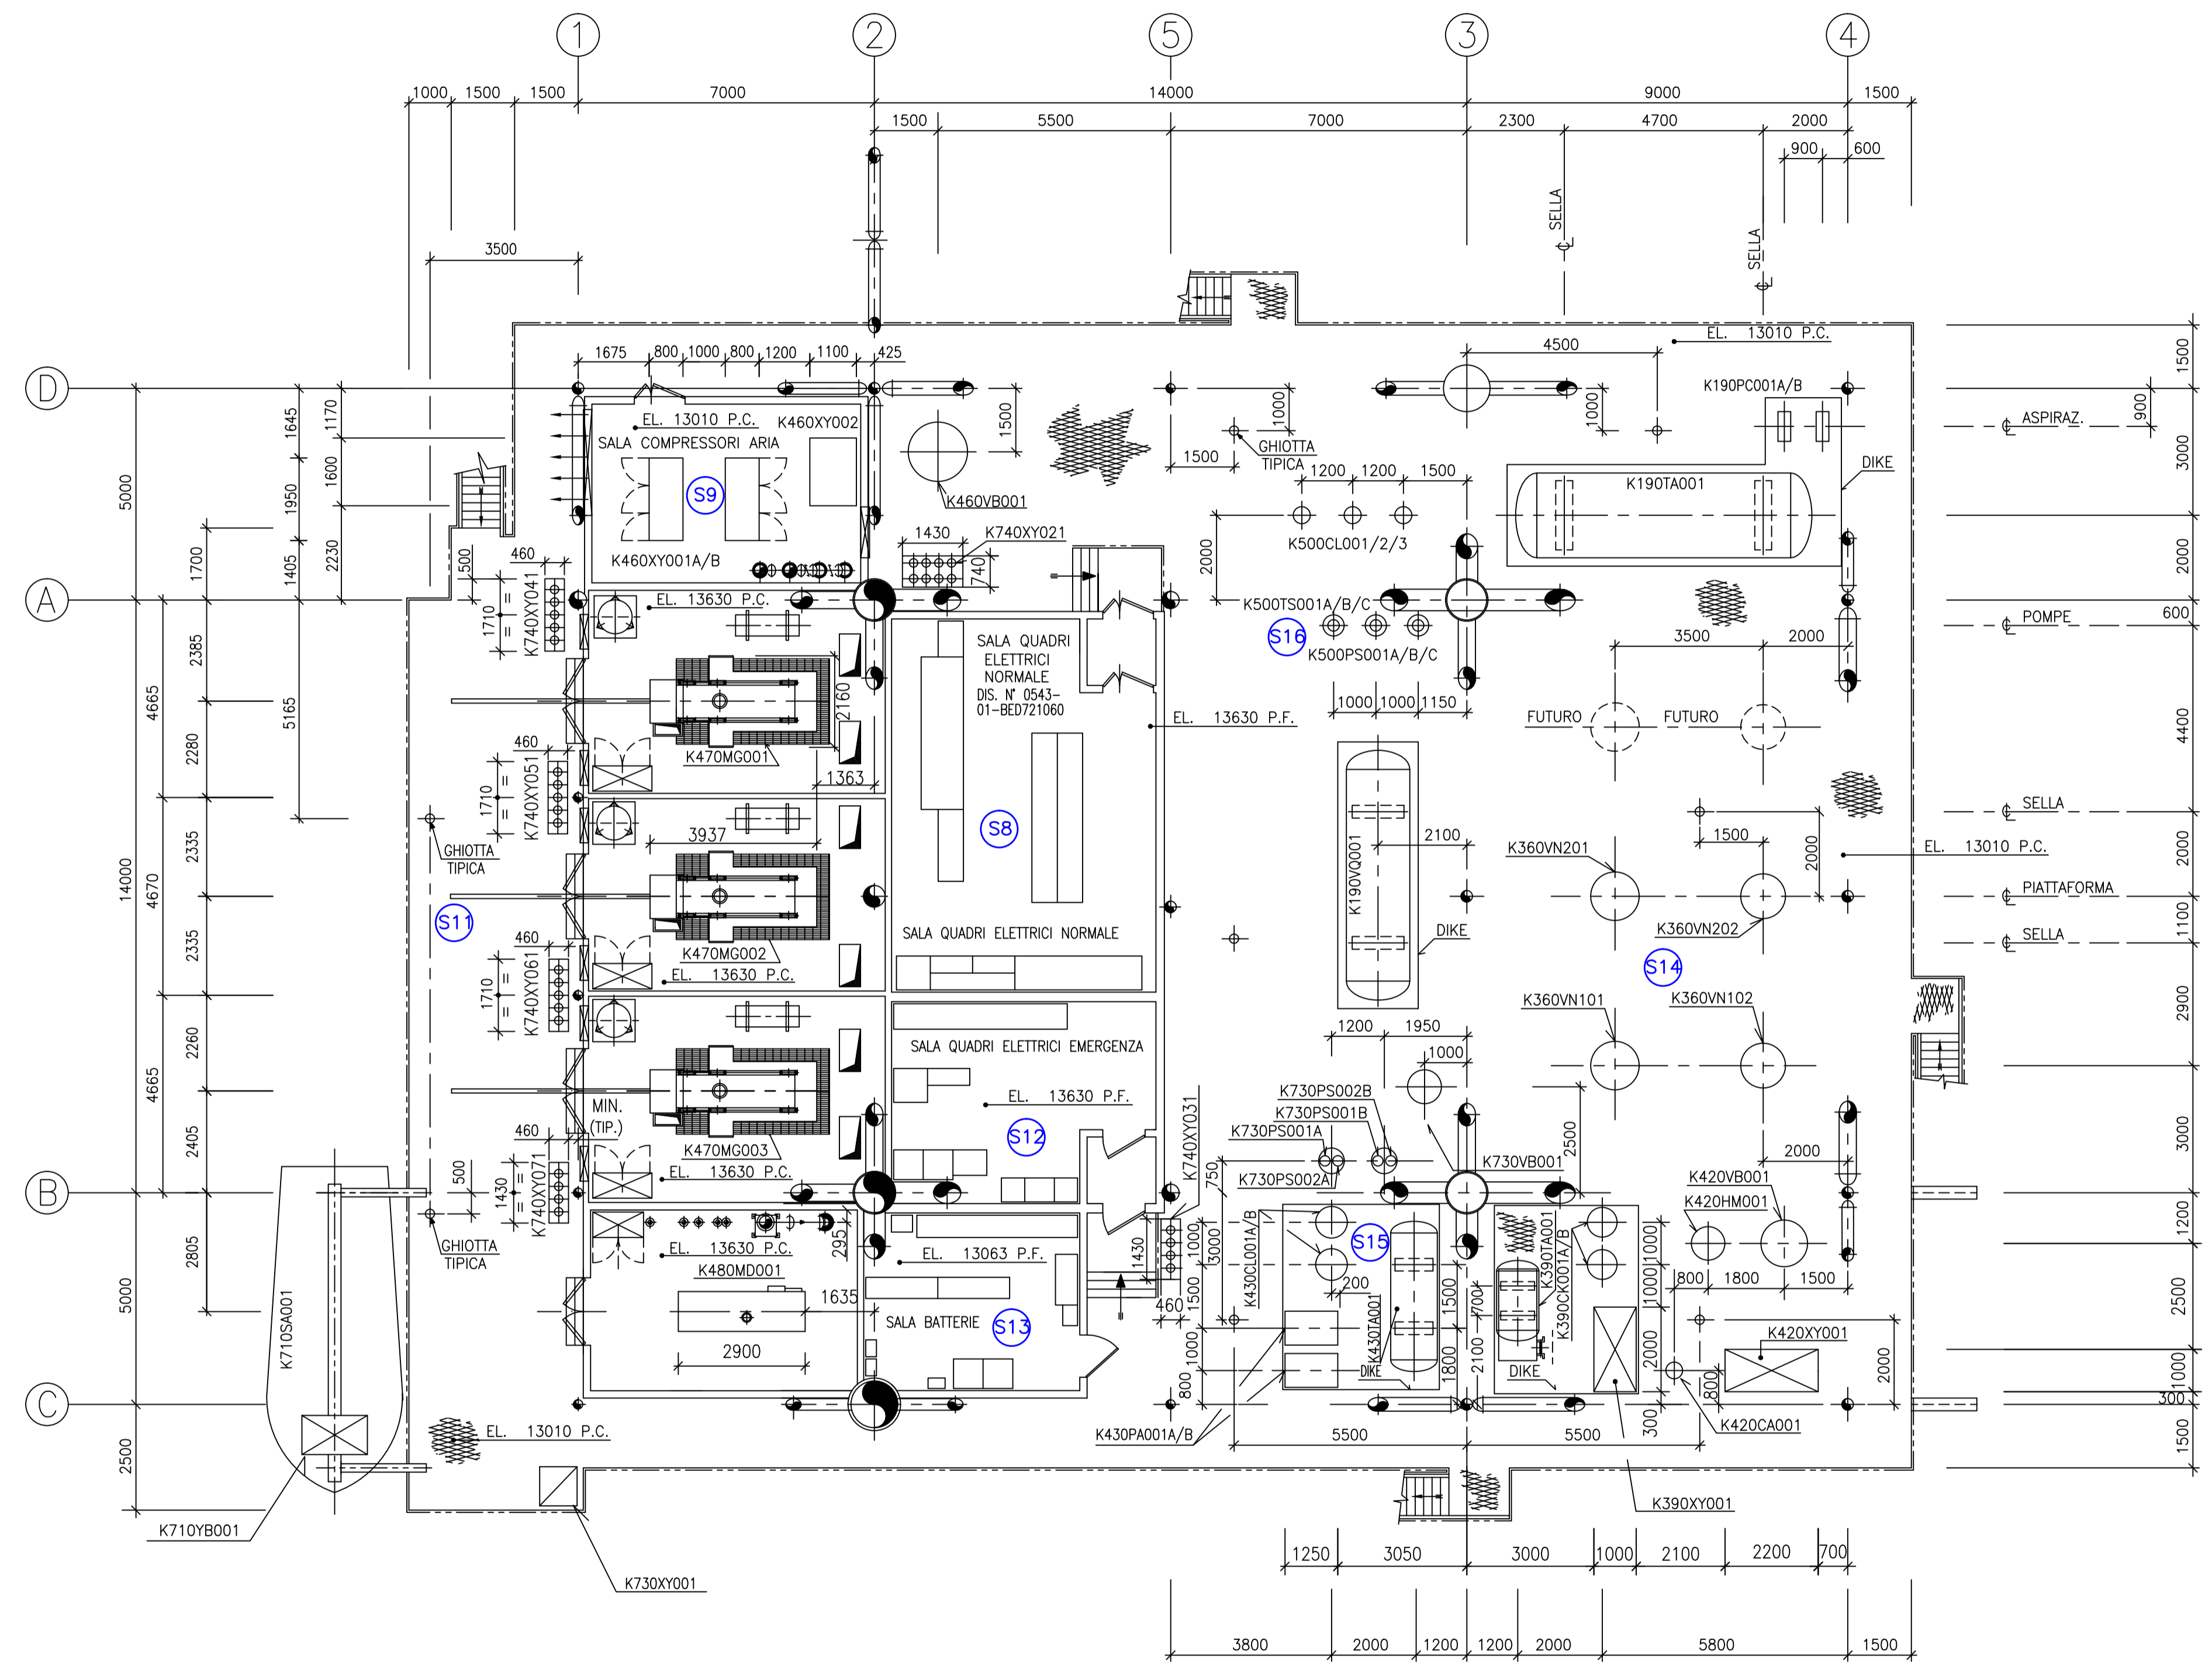 1
2
5
3
4
1000
1500
1500
7000
14000
9000
1500
1500
5500
7000
2300
4700
2000
900
600
SELLA
SELLA
3500
EL. 13010 P.C.
1675
800
1000
800
1200
1100
425
4500
D
K190PC001A/B
1645
1170
EL. 13010 P.C.
K460XY002
SALA COMPRESSORI ARIA
1500
1000
1000
GHIOTTA
TIPICA
1500
ASPIRAZ.
900
1500
3000
DIKE
5000
1950
1600
S9
K460VB001
1200
1200
1500
K190TA001
1700
1405
2230
500
460
1430
K740XY021
740
K500CL001/2/3
2000
2000
K460XY001A/B
A
1710
=
=
K740XY041
EL. 13630 P.C.
K500TS001A/B/C
S16
K500PS001A/B/C
POMPE
600
SALA QUADRI
ELETTRICI
NORMALE
DIS. N° 0543-
01-BED721060
3500
2000
2385
4665
5165
2160
1000
1000
1150
EL. 13630 P.F.
FUTURO
FUTURO
4400
2280
460
1710
=
=
K740XY051
K470MG001
1363
SELLA
14000
2335
4670
GHIOTTA
TIPICA
3937
S8
K190VQ001
2100
K360VN201
1500
2000
EL. 13010 P.C.
2000
PIATTAFORMA
S11
2335
460
1710
=
=
K740XY061
K470MG002
EL. 13630 P.C.
SALA QUADRI ELETTRICI NORMALE
DIKE
K360VN202
S14
1100
SELLA
2260
4665
SALA QUADRI ELETTRICI EMERGENZA
1200
1950
1000
K360VN101
K360VN102
2900
MIN.
(TIP.)
EL. 13630 P.F.
S12
K740XY031
K730PS002B
K730PS001B
K730PS001A
K730PS002A
K730VB001
2500
2000
3000
2405
460
500
1430
=
=
K740XY071
K470MG003
EL. 13630 P.C.
750
B
K420VB001
K420HM001
GHIOTTA
TIPICA
2805
EL. 13630 P.C.
K480MD001
295
EL. 13063 P.F.
1430
460
3000
1000
1500
1000
800
K430CL001A/B
S15
200
K430TA001
1500
700
1800
2100
K390TA001
K390CK001A/B
1000
1000
2000
300
800
1800
1500
1200
2500
K710SA001
5000
1635
SALA BATTERIE
S13
2900
DIKE
DIKE
K420XY001
800
2000
1000
300
C
K420CA001
K430PA001A/B
5500
5500
EL. 13010 P.C.
2500
1500
K710YB001
K390XY001
K730XY001
1250
3050
3000
1000
2100
2200
700
3800
2000
1200
1200
2000
5800
1500